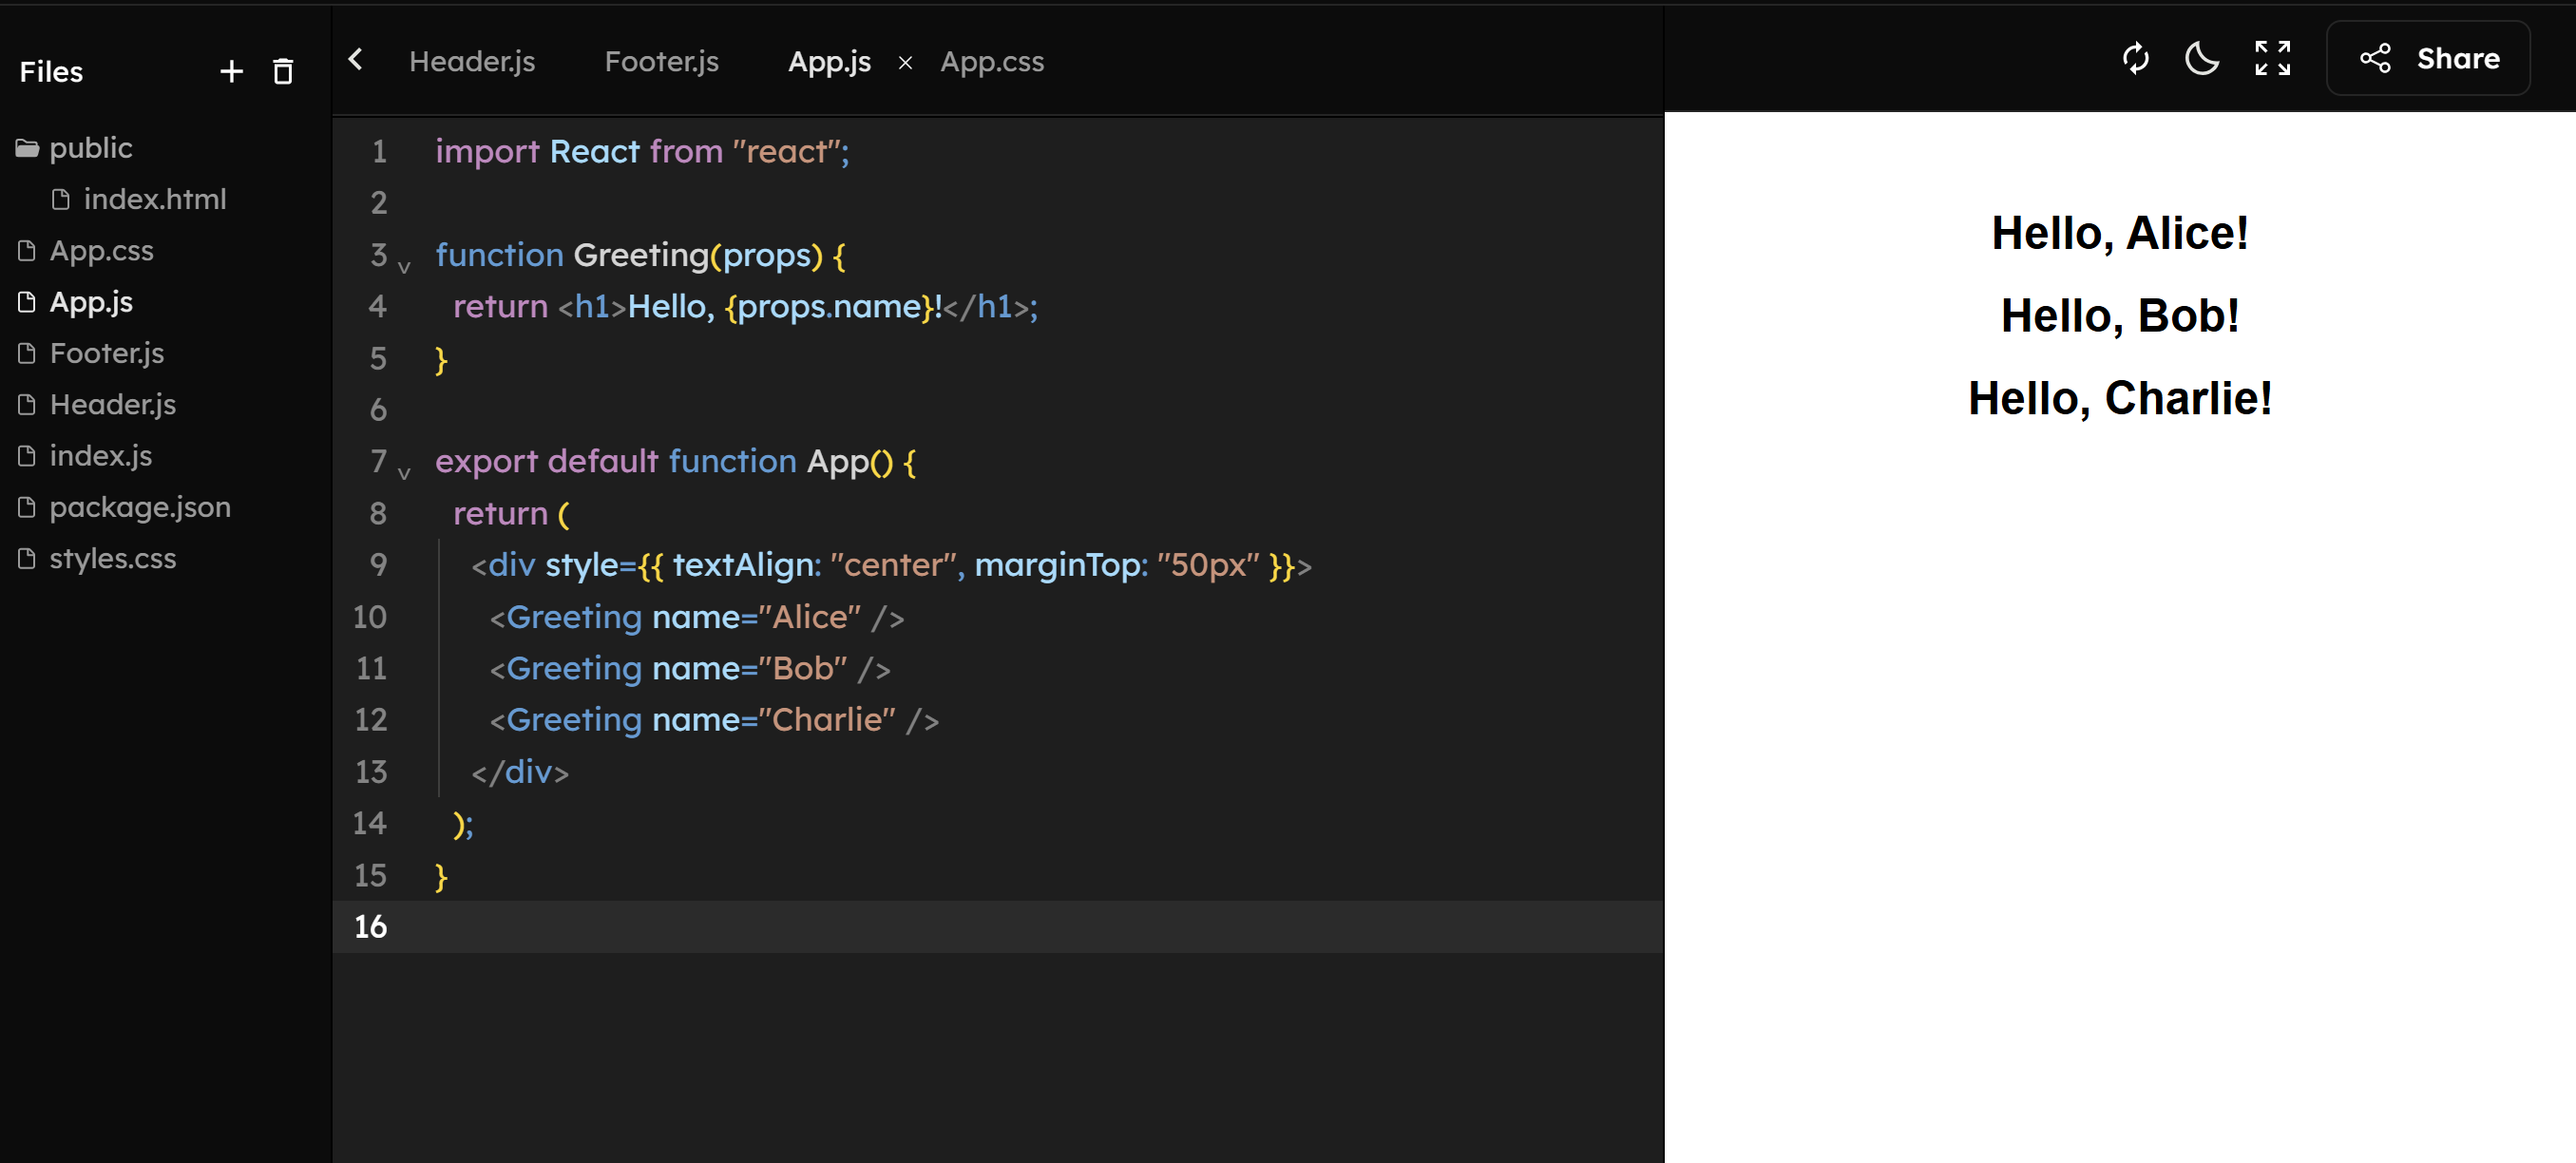 Files
public
index.html
App.css
App.js
Footer.js
Header.js
index.js
package.json
styles.css
Header.js Footer.js App.js × App.css
1 import React from "react";
2
3 function Greeting(props) {
4 return <h1>Hello, {props.name}!</h1>;
5 }
6
7 export default function App() {
8 return (
9 <div style={{ textAlign: "center", marginTop: "50px" }}>
10 <Greeting name="Alice" />
11 <Greeting name="Bob" />
12 <Greeting name="Charlie" />
13 </div>
14 );
15 }
16
Share
Hello, Alice!
Hello, Bob!
Hello, Charlie!